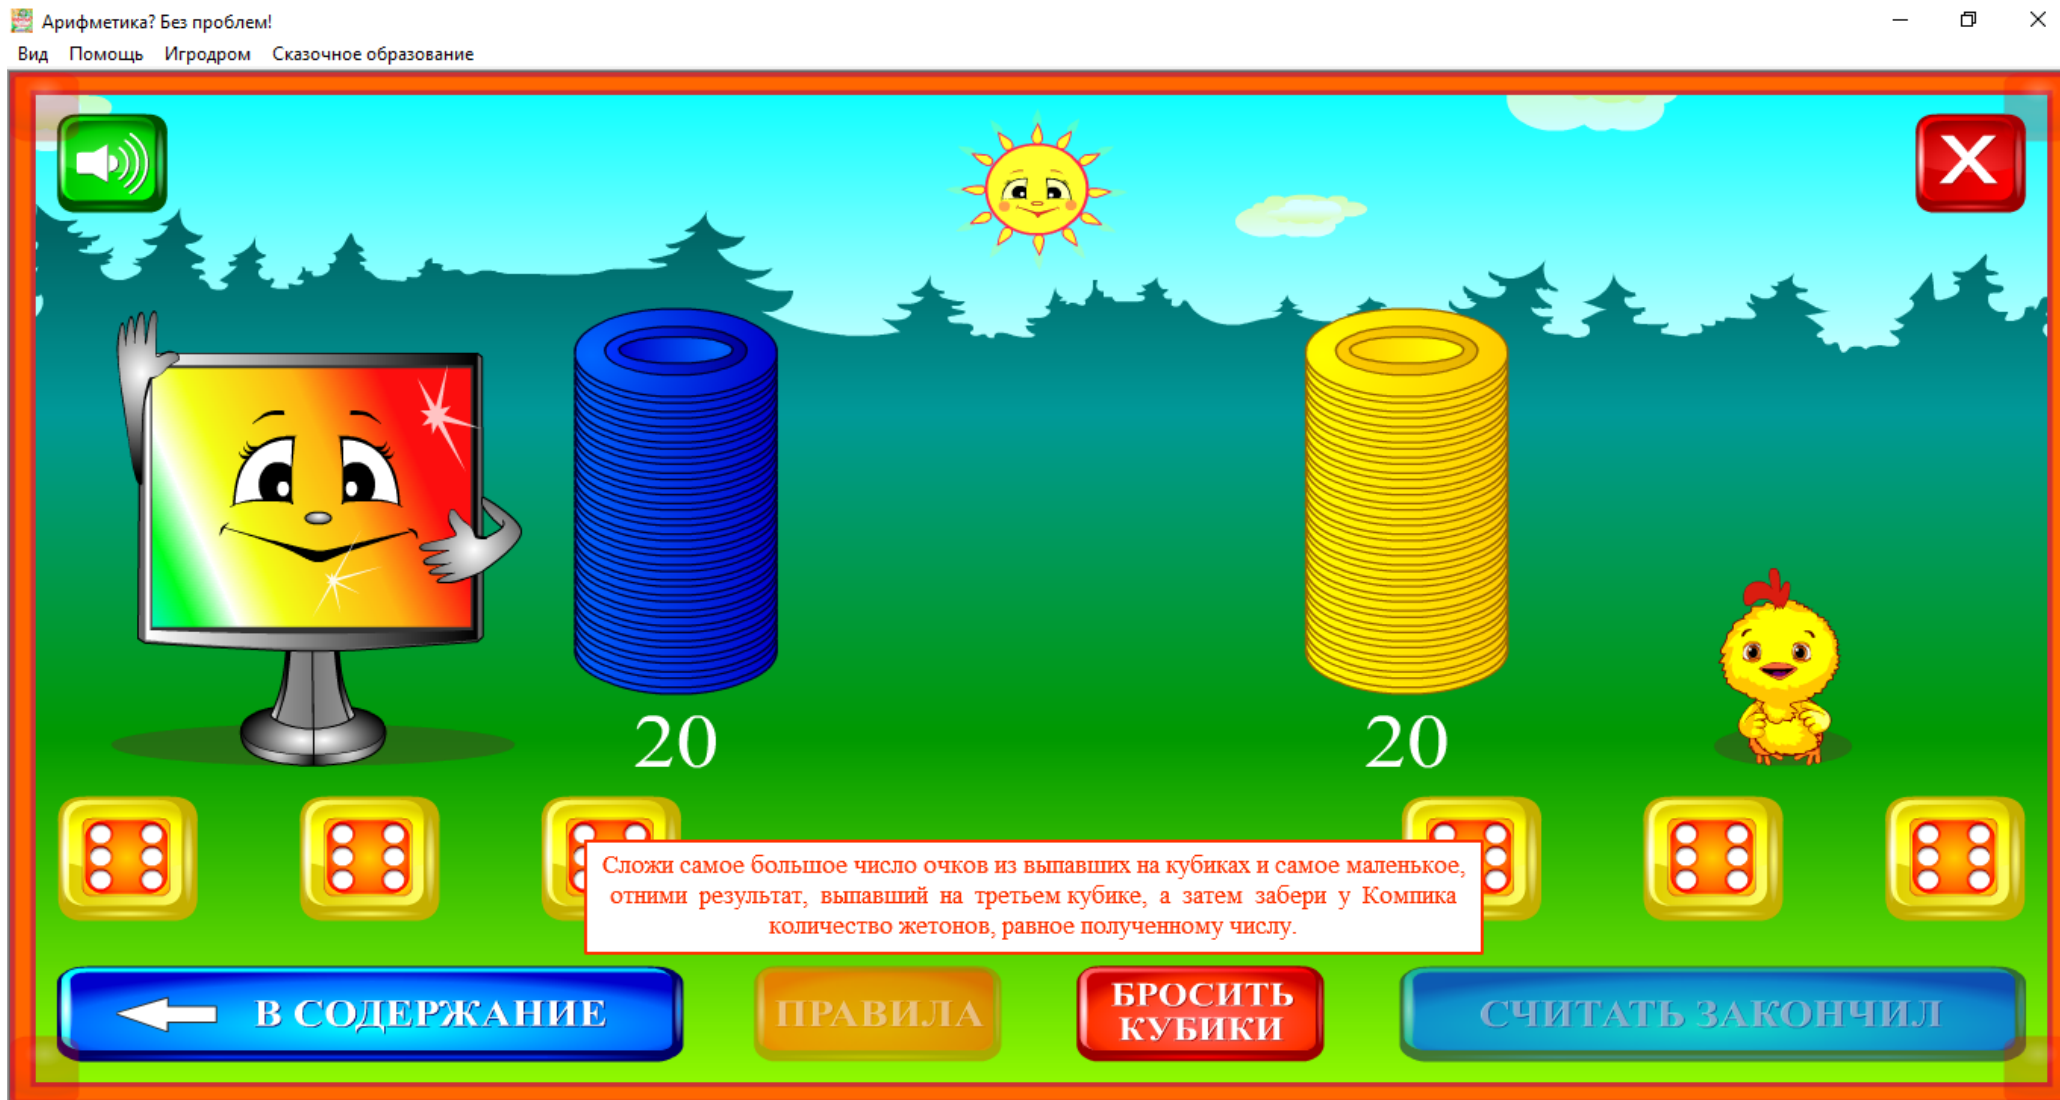 Арифметика? Без проблем!
Вид Помощь Игродром Сказочное образование
20
20
Сложи самое большое число очков из выпавших на кубиках и самое маленькое,
отними результат, выпавший на третьем кубике, а затем забери у Компика
количество жетонов, равное полученному числу.
В СОДЕРЖАНИЕ
ПРАВИЛА
БРОСИТЬ
КУБИКИ
СЧИТАТЬ ЗАКОНЧИЛ